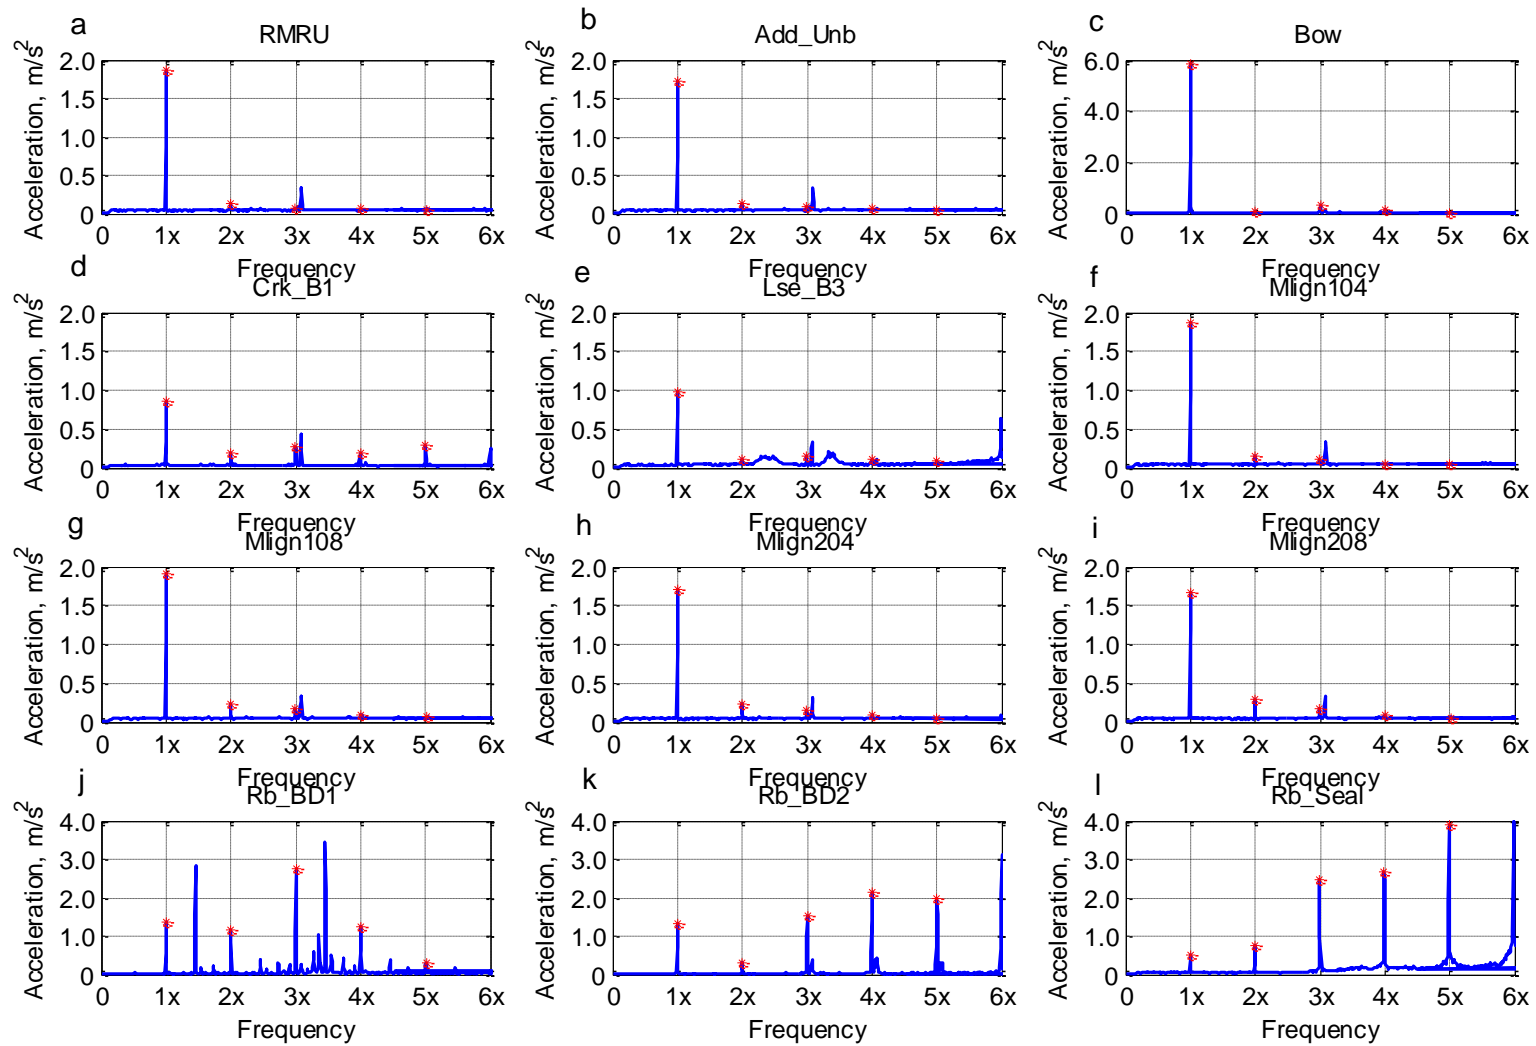 a
RMRU
Acceleration, m/s²
2.0
1.5
1.0
0.5
0
0 1x 2x 3x 4x 5x 6x
Frequency
b
Add_Unb
Acceleration, m/s²
2.0
1.5
1.0
0.5
0
0 1x 2x 3x 4x 5x 6x
Frequency
c
Bow
Acceleration, m/s²
6.0
4.0
2.0
0
0 1x 2x 3x 4x 5x 6x
Frequency
d
Crk_B1
Acceleration, m/s²
2.0
1.5
1.0
0.5
0
0 1x 2x 3x 4x 5x 6x
Frequency
e
Lse_B3
Acceleration, m/s²
2.0
1.5
1.0
0.5
0
0 1x 2x 3x 4x 5x 6x
Frequency
f
Mlign104
Acceleration, m/s²
2.0
1.5
1.0
0.5
0
0 1x 2x 3x 4x 5x 6x
Frequency
g
Mlign108
Acceleration, m/s²
2.0
1.5
1.0
0.5
0
0 1x 2x 3x 4x 5x 6x
Frequency
h
Mlign204
Acceleration, m/s²
2.0
1.5
1.0
0.5
0
0 1x 2x 3x 4x 5x 6x
Frequency
i
Mlign208
Acceleration, m/s²
2.0
1.5
1.0
0.5
0
0 1x 2x 3x 4x 5x 6x
Frequency
j
Rb_BD1
Acceleration, m/s²
4.0
3.0
2.0
1.0
0
0 1x 2x 3x 4x 5x 6x
Frequency
k
Rb_BD2
Acceleration, m/s²
4.0
3.0
2.0
1.0
0
0 1x 2x 3x 4x 5x 6x
Frequency
l
Rb_Seal
Acceleration, m/s²
4.0
3.0
2.0
1.0
0
0 1x 2x 3x 4x 5x 6x
Frequency